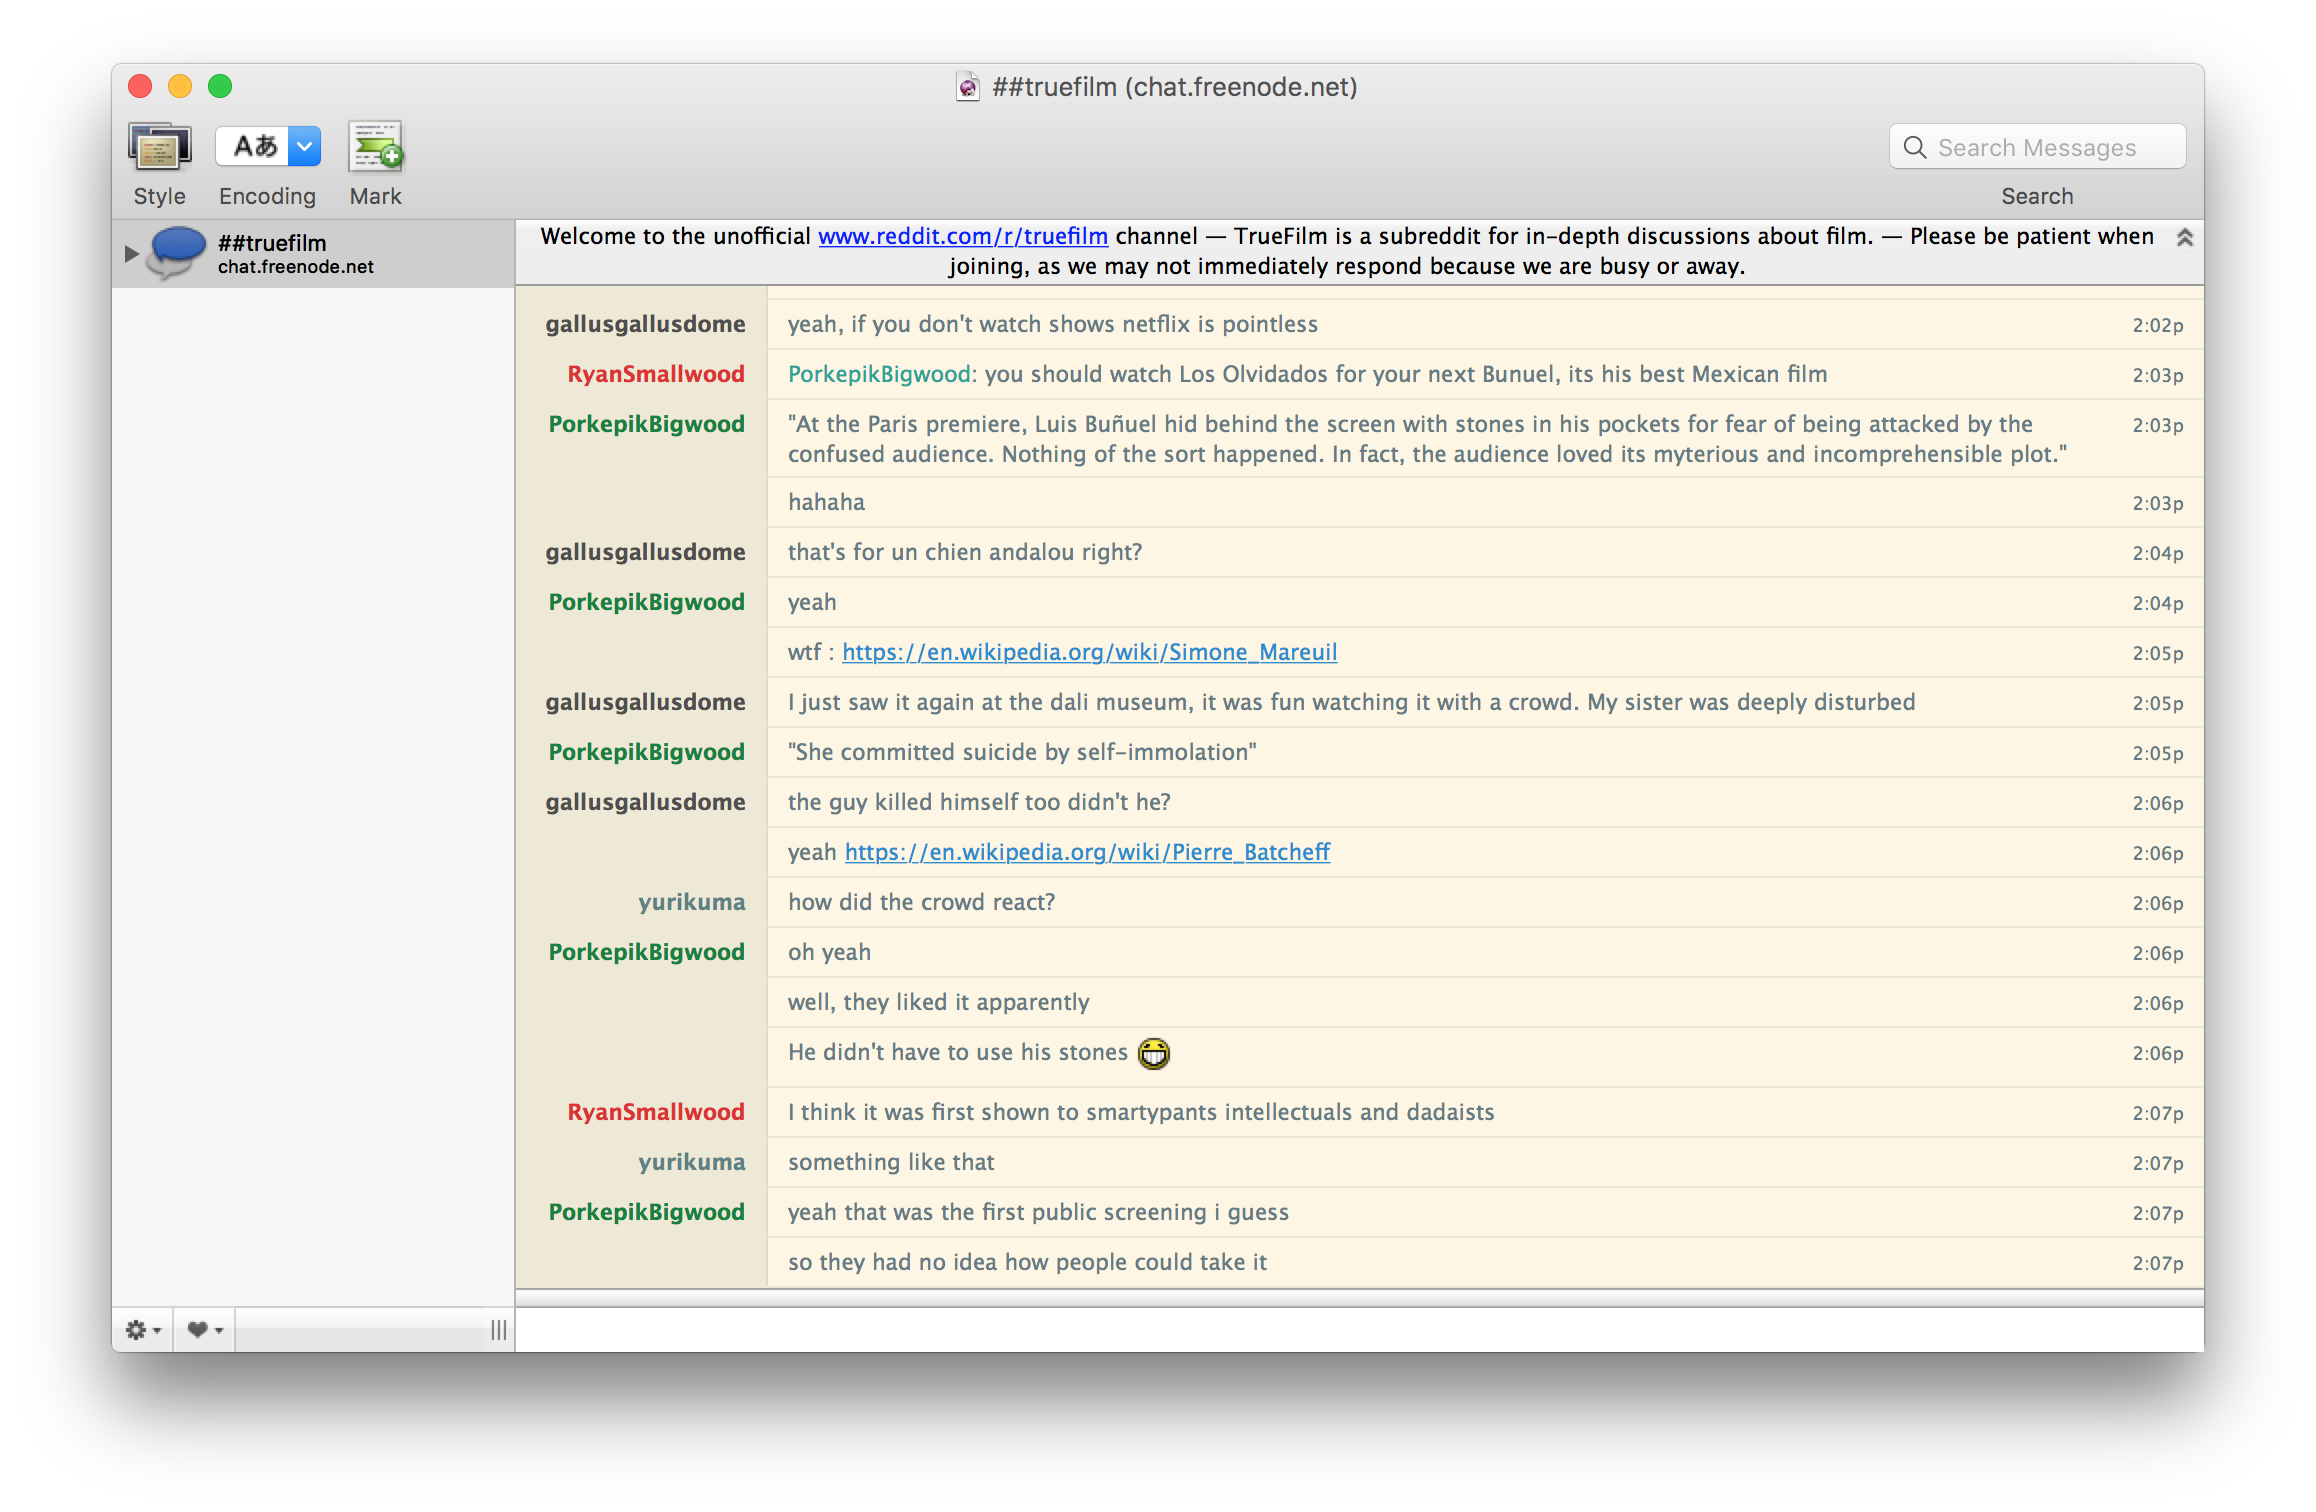 ##truefilm (chat.freenode.net)
Aあ
Search Messages
Style
Encoding
Mark
Search
##truefilm
chat.freenode.net
Welcome to the unofficial www.reddit.com/r/truefilm channel — TrueFilm is a subreddit for in-depth discussions about film. — Please be patient when
joining, as we may not immediately respond because we are busy or away.
gallusgallusdome yeah, if you don't watch shows netflix is pointless 2:02p
RyanSmallwood PorkepikBigwood: you should watch Los Olvidados for your next Bunuel, its his best Mexican film 2:03p
PorkepikBigwood "At the Paris premiere, Luis Buñuel hid behind the screen with stones in his pockets for fear of being attacked by the 2:03p
confused audience. Nothing of the sort happened. In fact, the audience loved its myterious and incomprehensible plot."
hahaha 2:03p
gallusgallusdome that's for un chien andalou right? 2:04p
PorkepikBigwood yeah 2:04p
wtf : https://en.wikipedia.org/wiki/Simone_Mareuil 2:05p
gallusgallusdome I just saw it again at the dali museum, it was fun watching it with a crowd. My sister was deeply disturbed 2:05p
PorkepikBigwood "She committed suicide by self-immolation" 2:05p
gallusgallusdome the guy killed himself too didn't he? 2:06p
yeah https://en.wikipedia.org/wiki/Pierre_Batcheff 2:06p
yurikuma how did the crowd react? 2:06p
PorkepikBigwood oh yeah 2:06p
well, they liked it apparently 2:06p
He didn't have to use his stones 2:06p
RyanSmallwood I think it was first shown to smartypants intellectuals and dadaists 2:07p
yurikuma something like that 2:07p
PorkepikBigwood yeah that was the first public screening i guess 2:07p
so they had no idea how people could take it 2:07p